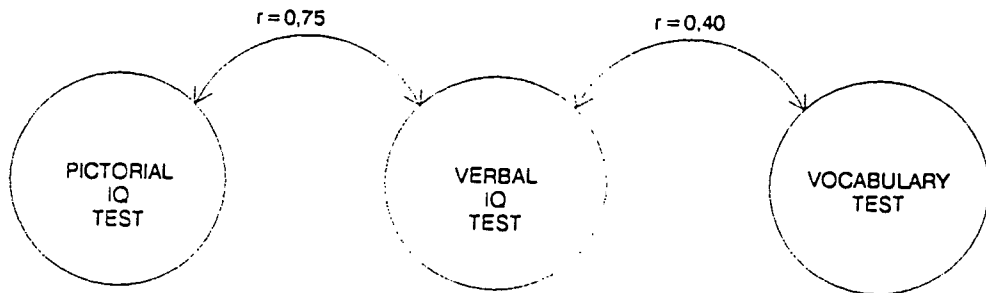 r = 0,75
r = 0,40
PICTORIAL
IQ
TEST
VERBAL
IQ
TEST
VOCABULARY
TEST